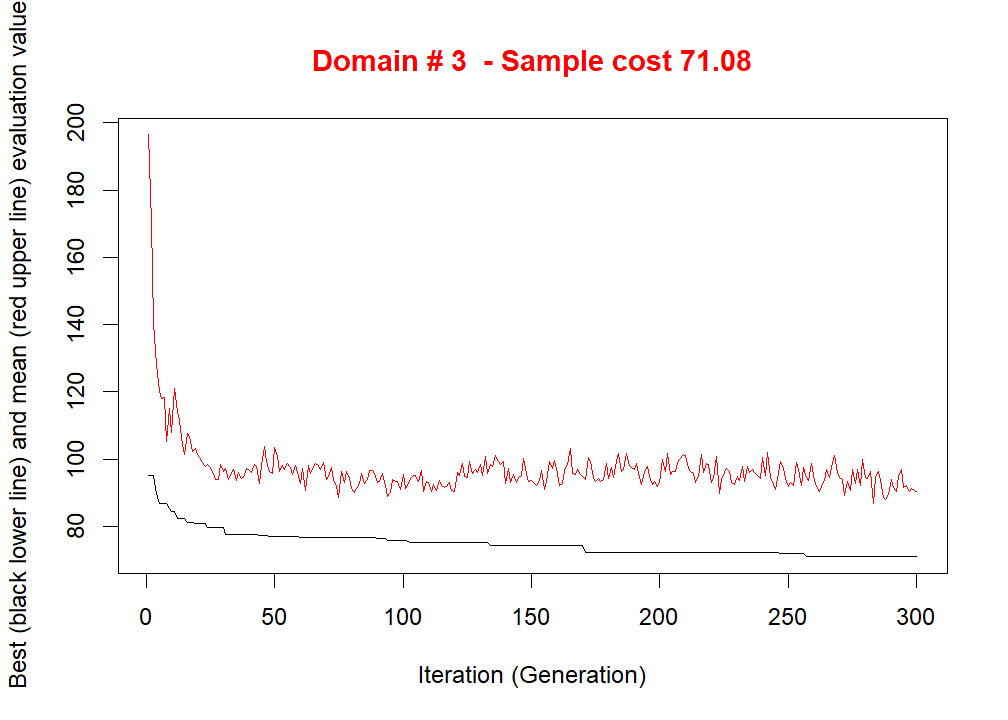 Domain # 3  - Sample cost 71.08
Best (black lower line) and mean (red upper line) evaluation value
200
180
160
140
120
100
80
0 50 100 150 200 250 300
Iteration (Generation)